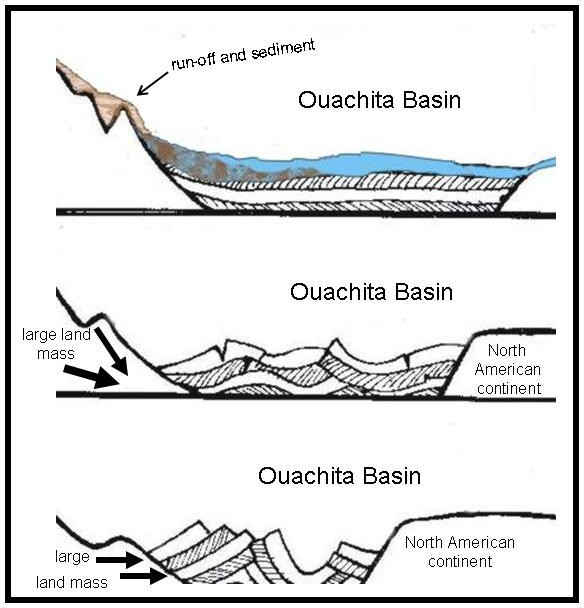 run-off and sediment
Ouachita Basin
Ouachita Basin
large land
mass
North
American
continent
Ouachita Basin
large
land mass
North American
continent